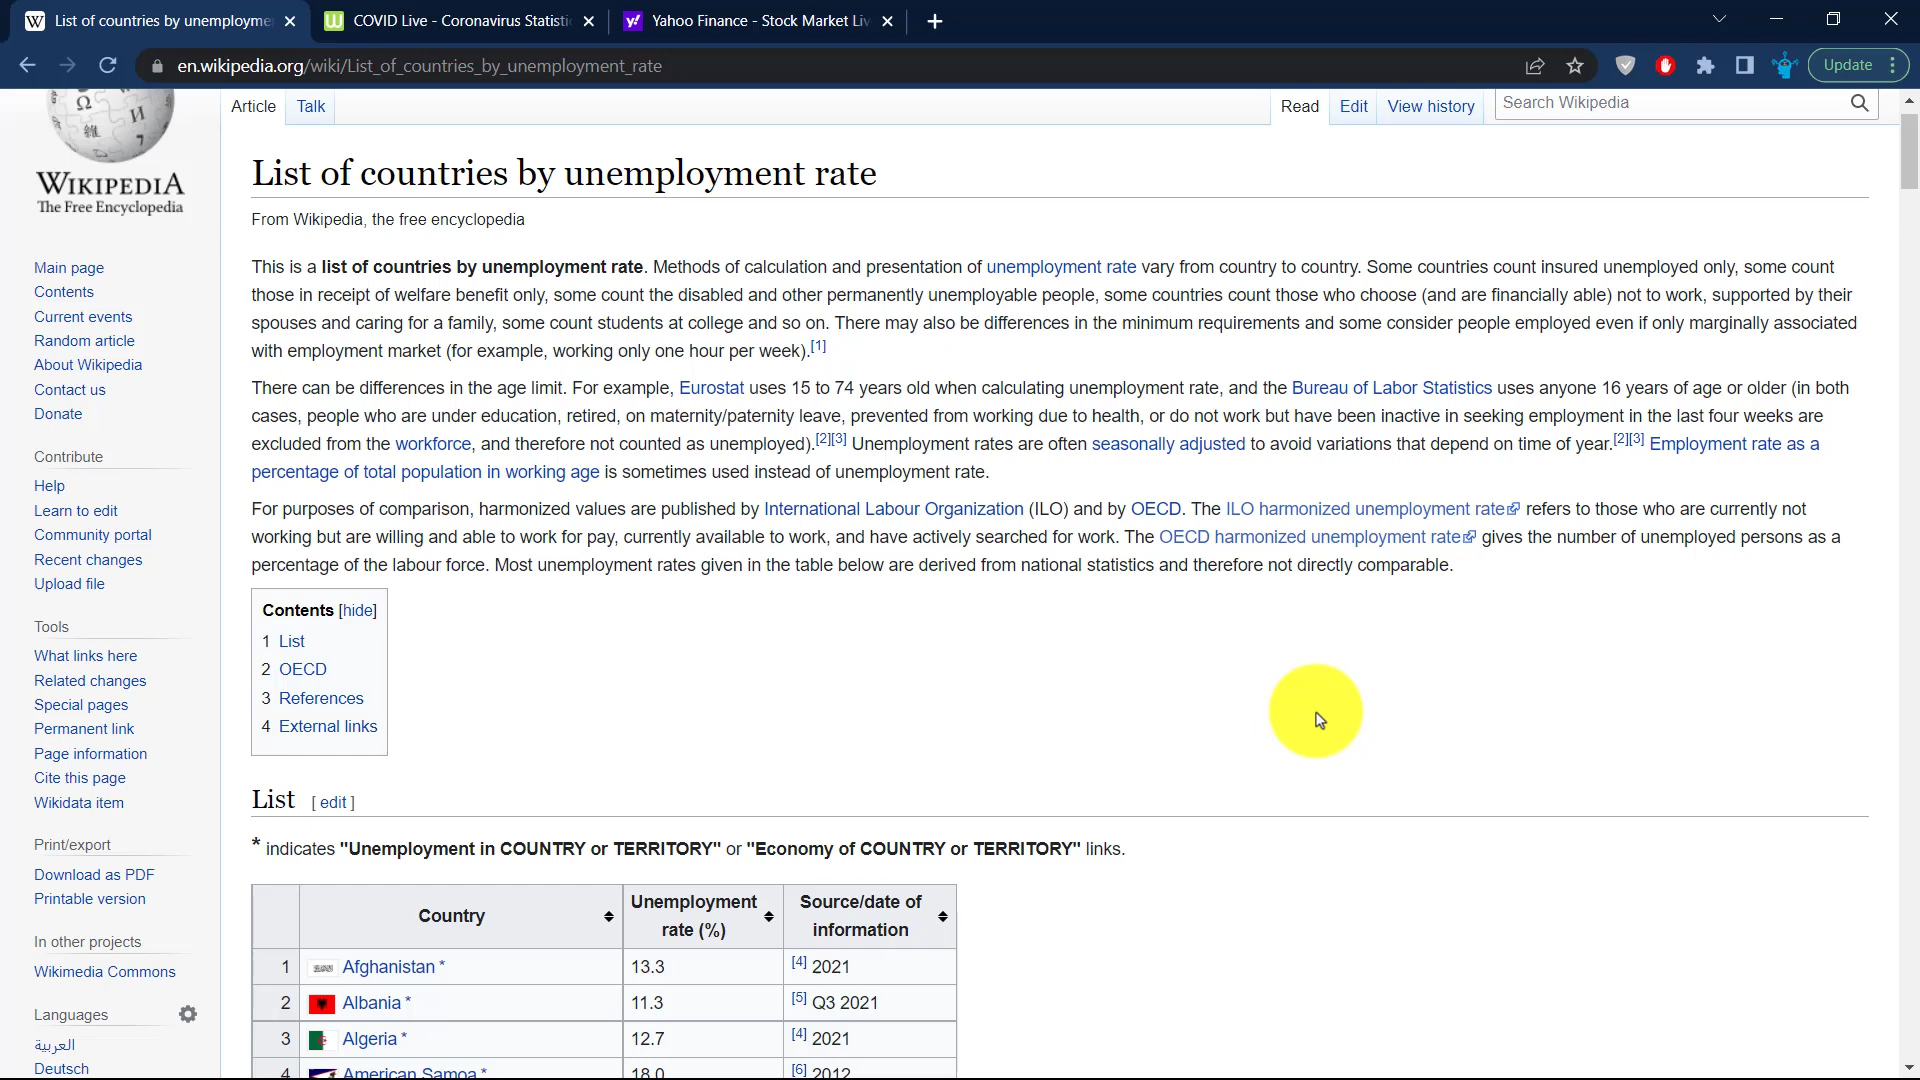 List of countries by unemployme
COVID Live - Coronavirus Statisti
Yahoo Finance - Stock Market Liv
en.wikipedia.org/wiki/List_of_countries_by_unemployment_rate
Update
WIKIPEDIA
The Free Encyclopedia
Main page
Contents
Current events
Random article
About Wikipedia
Contact us
Donate
Contribute
Help
Learn to edit
Community portal
Recent changes
Upload file
Tools
What links here
Related changes
Special pages
Permanent link
Page information
Cite this page
Wikidata item
Print/export
Download as PDF
Printable version
In other projects
Wikimedia Commons
Languages
العربية
Deutsch
Article Talk
Read Edit View history Search Wikipedia
List of countries by unemployment rate
From Wikipedia, the free encyclopedia
This is a list of countries by unemployment rate. Methods of calculation and presentation of unemployment rate vary from country to country. Some countries count insured unemployed only, some count
those in receipt of welfare benefit only, some count the disabled and other permanently unemployable people, some countries count those who choose (and are financially able) not to work, supported by their
spouses and caring for a family, some count students at college and so on. There may also be differences in the minimum requirements and some consider people employed even if only marginally associated
with employment market (for example, working only one hour per week).[1]
There can be differences in the age limit. For example, Eurostat uses 15 to 74 years old when calculating unemployment rate, and the Bureau of Labor Statistics uses anyone 16 years of age or older (in both
cases, people who are under education, retired, on maternity/paternity leave, prevented from working due to health, or do not work but have been inactive in seeking employment in the last four weeks are
excluded from the workforce, and therefore not counted as unemployed).[2][3] Unemployment rates are often seasonally adjusted to avoid variations that depend on time of year.[2][3] Employment rate as a
percentage of total population in working age is sometimes used instead of unemployment rate.
For purposes of comparison, harmonized values are published by International Labour Organization (ILO) and by OECD. The ILO harmonized unemployment rate refers to those who are currently not
working but are willing and able to work for pay, currently available to work, and have actively searched for work. The OECD harmonized unemployment rate gives the number of unemployed persons as a
percentage of the labour force. Most unemployment rates given in the table below are derived from national statistics and therefore not directly comparable.
Contents [hide]
1 List
2 OECD
3 References
4 External links
List [ edit ]
* indicates "Unemployment in COUNTRY or TERRITORY" or "Economy of COUNTRY or TERRITORY" links.
Country
Unemployment
rate (%)
Source/date of
information
1 Afghanistan * 13.3 [4] 2021
2 Albania * 11.3 [5] Q3 2021
3 Algeria * 12.7 [4] 2021
4 American Samoa * 18.0 [6] 2012